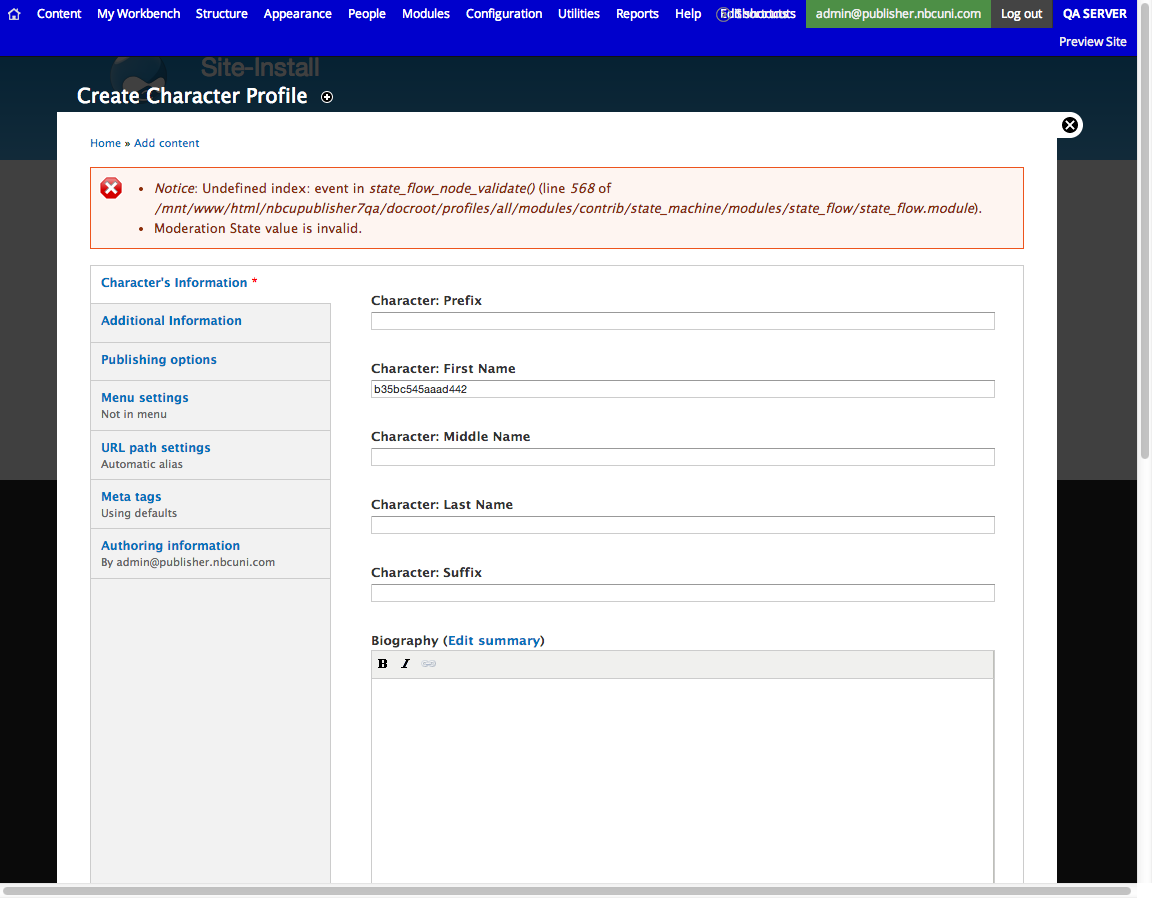 Content My Workbench Structure Appearance People Modules Configuration Utilities Reports Help Edit shortcuts admin@publisher.nbcuni.com Log out QA SERVER
Preview Site
Site-Install
Create Character Profile
Home » Add content
Notice: Undefined index: event in state_flow_node_validate() (line 568 of
/mnt/www/html/nbcupublisher7qa/docroot/profiles/all/modules/contrib/state_machine/modules/state_flow/state_flow.module).
Moderation State value is invalid.
Character's Information *
Additional Information
Publishing options
Menu settings
Not in menu
URL path settings
Automatic alias
Meta tags
Using defaults
Authoring information
By admin@publisher.nbcuni.com
Character: Prefix
Character: First Name
b35bc545aaad442
Character: Middle Name
Character: Last Name
Character: Suffix
Biography (Edit summary)
B I